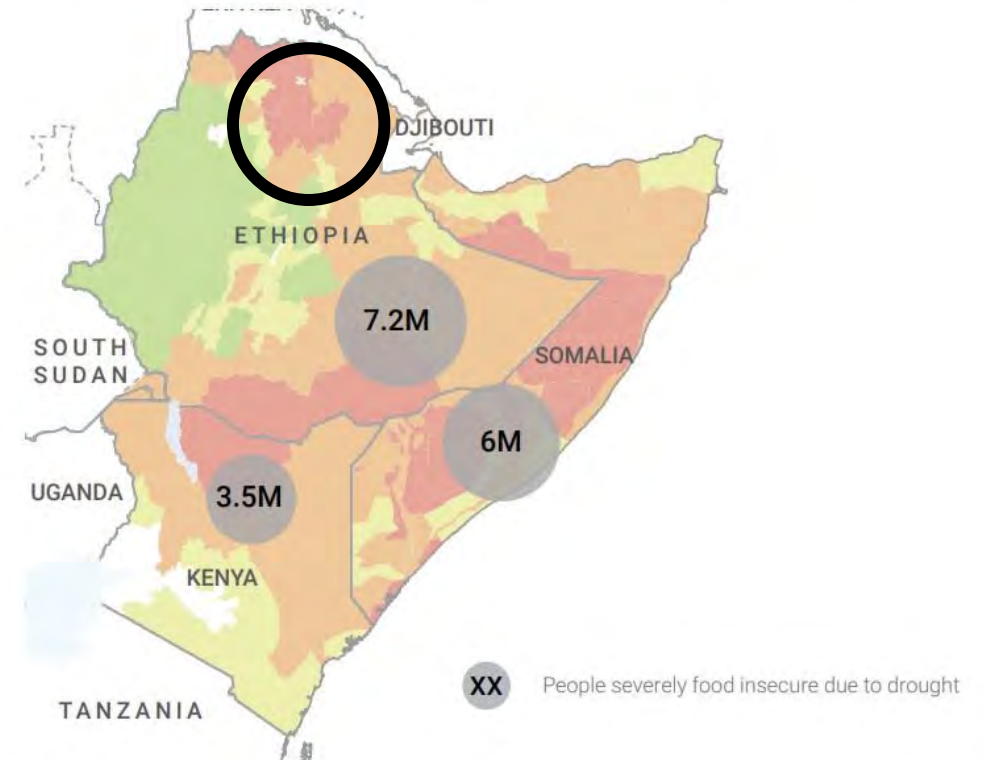 DJIBOUTI
ETHIOPIA
7.2M
SOUTH
SUDAN
SOMALIA
6M
UGANDA
3.5M
KENYA
XX People severely food insecure due to drought
TANZANIA